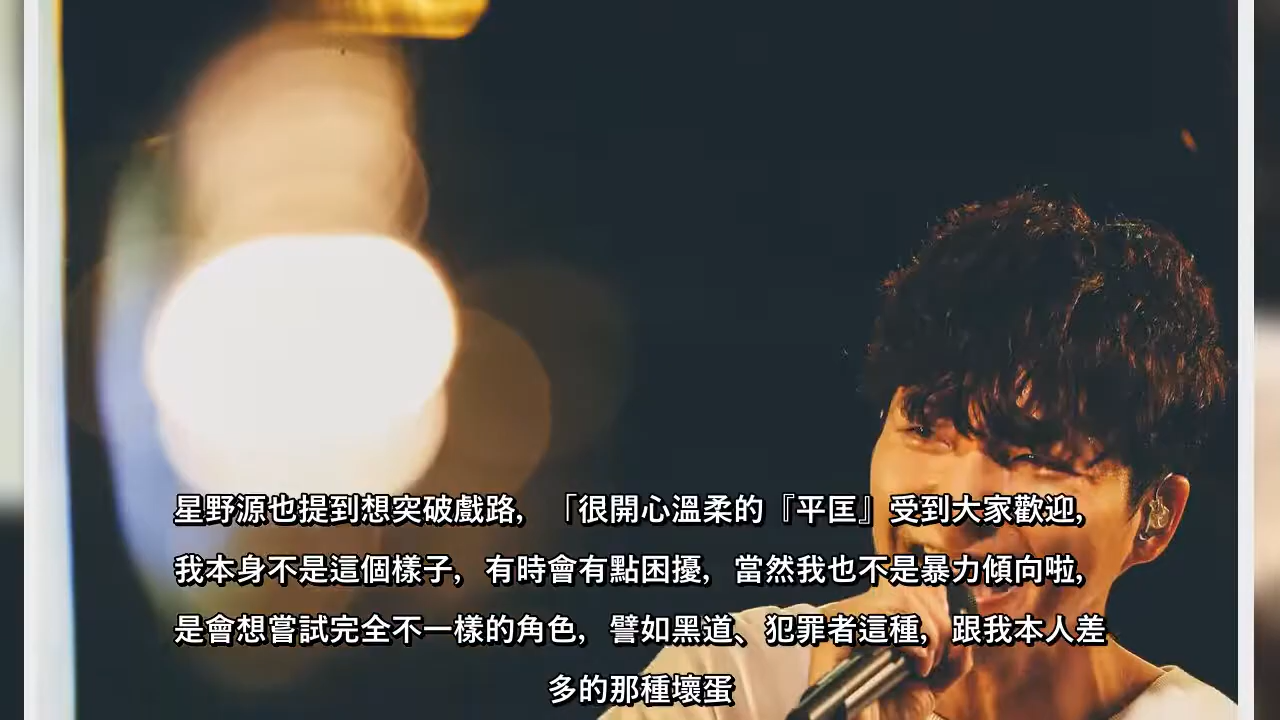 星野源也提到想突破戲路，「很開心溫柔的『平匡』受到大家歡迎，
我本身不是這個樣子，有時會有點困擾，當然我也不是暴力傾向啦，
是會想嘗試完全不一樣的角色，譬如黑道、犯罪者這種，跟我本人差
多的那種壞蛋